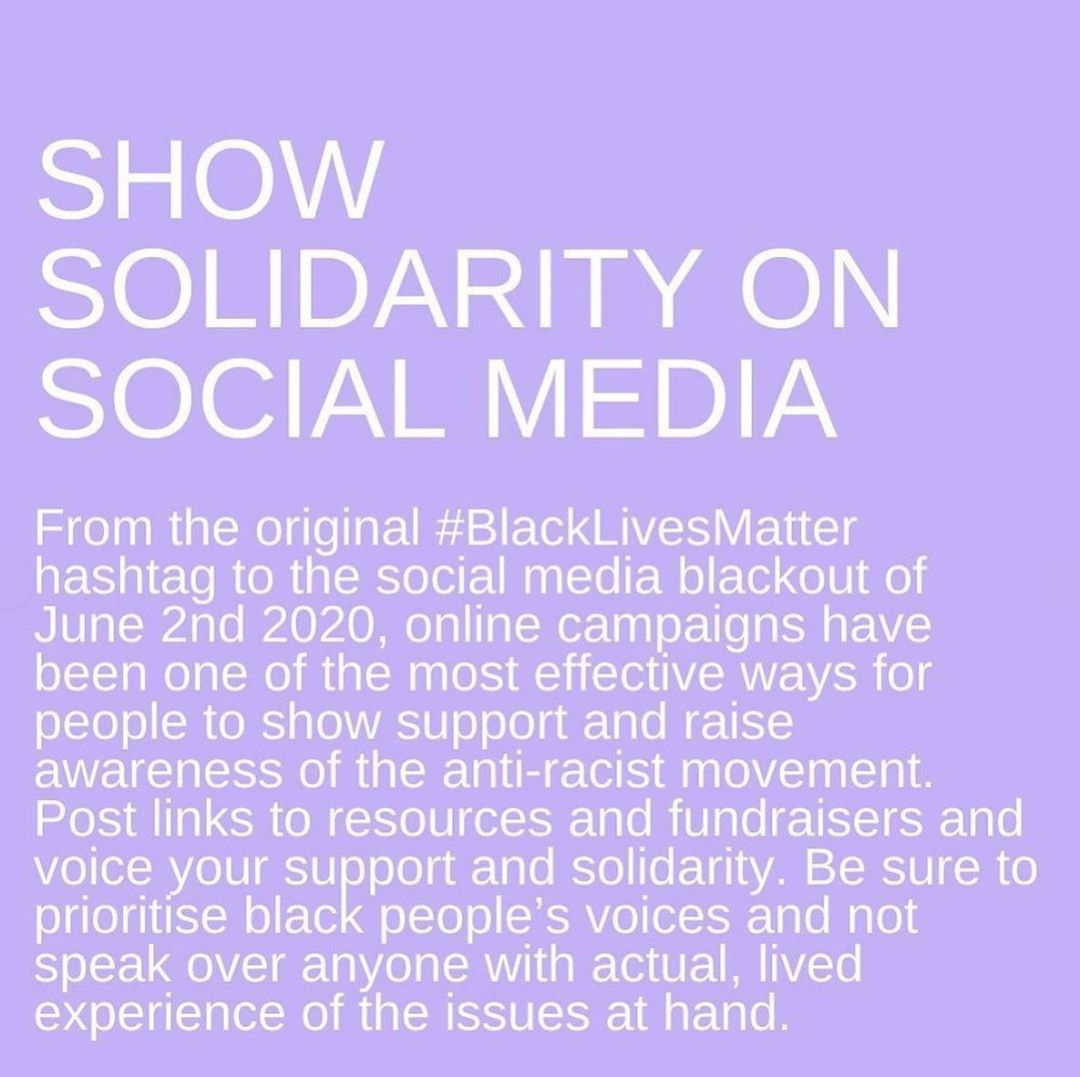 SHOW
SOLIDARITY ON
SOCIAL MEDIA
From the original #BlackLivesMatter
hashtag to the social media blackout of
June 2nd 2020, online campaigns have
been one of the most effective ways for
people to show support and raise
awareness of the anti-racist movement.
Post links to resources and fundraisers and
voice your support and solidarity. Be sure to
prioritise black people’s voices and not
speak over anyone with actual, lived
experience of the issues at hand.